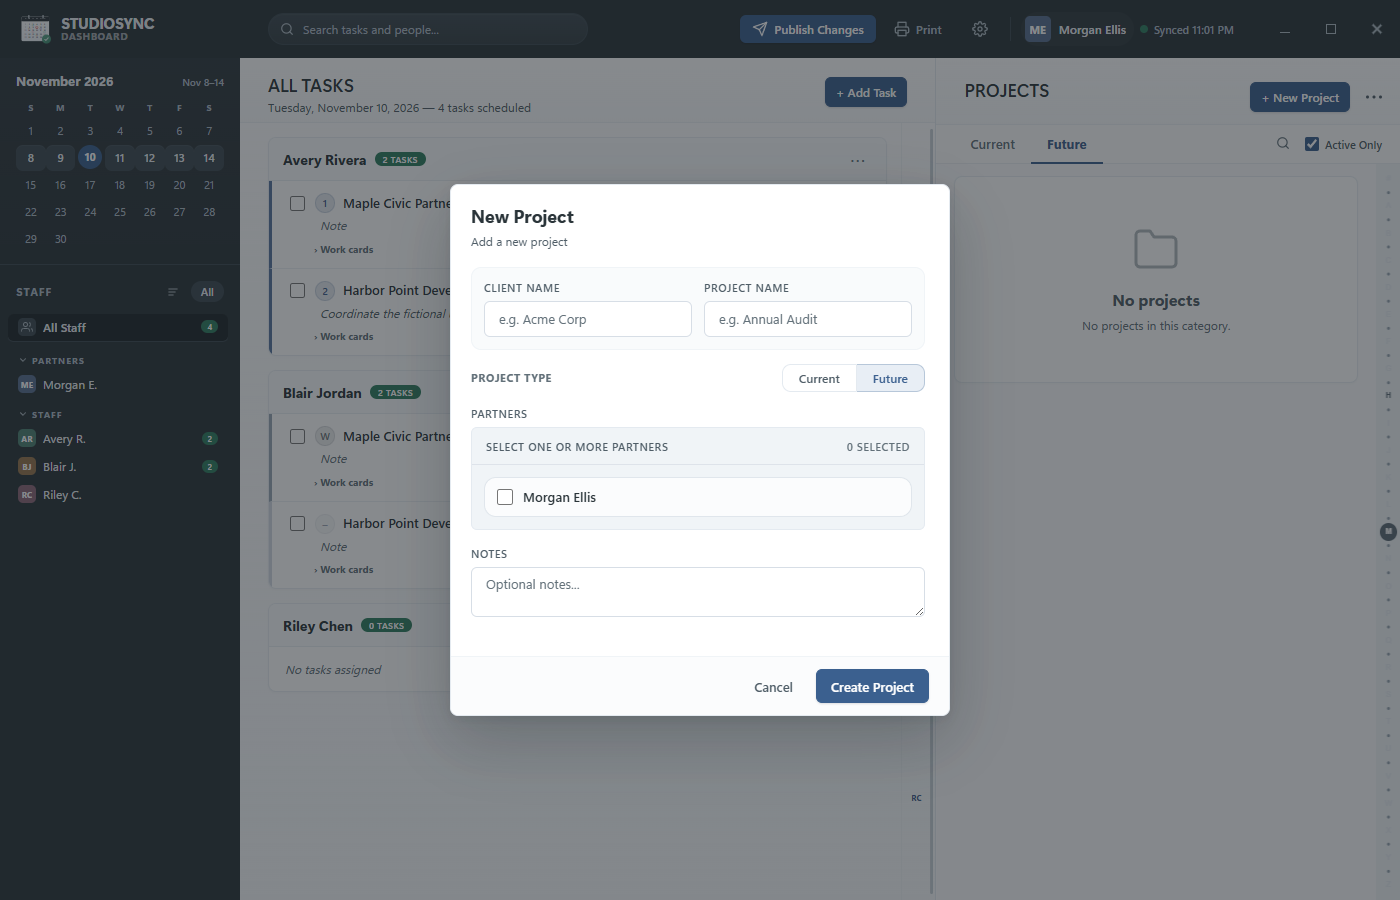 STUDIOSYNC
DASHBOARD
Search tasks and people...
Publish Changes
Print
ME
Morgan Ellis
Synced 11:01 PM
November 2026
Nov 8–14
S M T W T F S
1 2 3 4 5 6 7
8 9 10 11 12 13 14
15 16 17 18 19 20 21
22 23 24 25 26 27 28
29 30
STAFF
All
All Staff
4
PARTNERS
ME
Morgan E.
STAFF
AR
Avery R.
2
BJ
Blair J.
2
RC
Riley C.
ALL TASKS
Tuesday, November 10, 2026 — 4 tasks scheduled
+ Add Task
Avery Rivera
2 TASKS
1
Maple Civic Partne
Note
› Work cards
2
Harbor Point Deve
Coordinate the fictional
› Work cards
Blair Jordan
2 TASKS
W
Maple Civic Partne
Note
› Work cards
–
Harbor Point Deve
Note
› Work cards
Riley Chen
0 TASKS
No tasks assigned
RC
New Project
Add a new project
CLIENT NAME
e.g. Acme Corp
PROJECT NAME
e.g. Annual Audit
PROJECT TYPE
Current
Future
PARTNERS
SELECT ONE OR MORE PARTNERS
0 SELECTED
Morgan Ellis
NOTES
Optional notes...
Cancel
Create Project
PROJECTS
+ New Project
Current
Future
Active Only
No projects
No projects in this category.
H
M